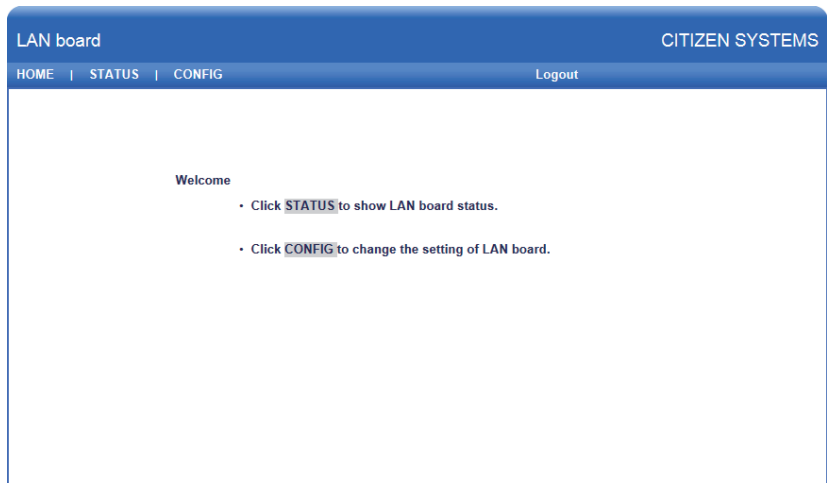 LAN board CITIZEN SYSTEMS
HOME | STATUS | CONFIG Logout
Welcome
• Click STATUS to show LAN board status.
• Click CONFIG to change the setting of LAN board.